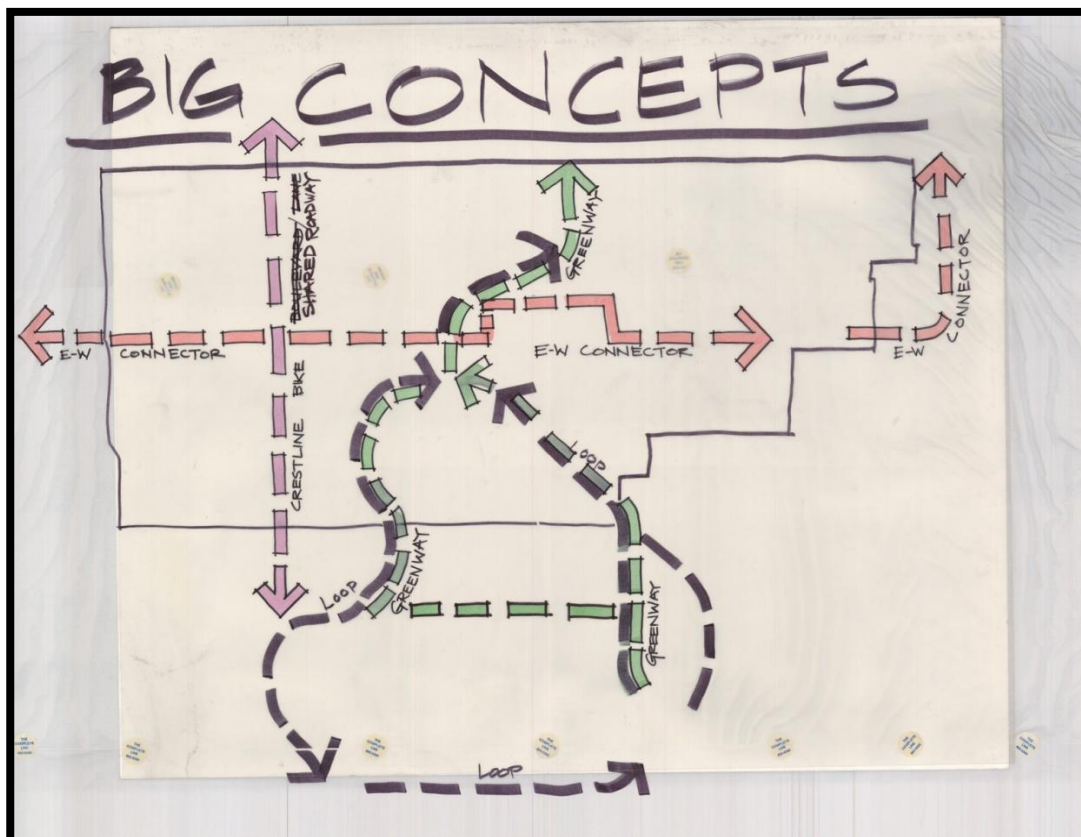 BIG CONCEPTS
SHARED ROADWAY
CRESTLINE BIKE
GREENWAY
CONNECTOR
E-W CONNECTOR
E-W CONNECTOR
E-W
LOOP
LOOP
GREENWAY
GREENWAY
LOOP